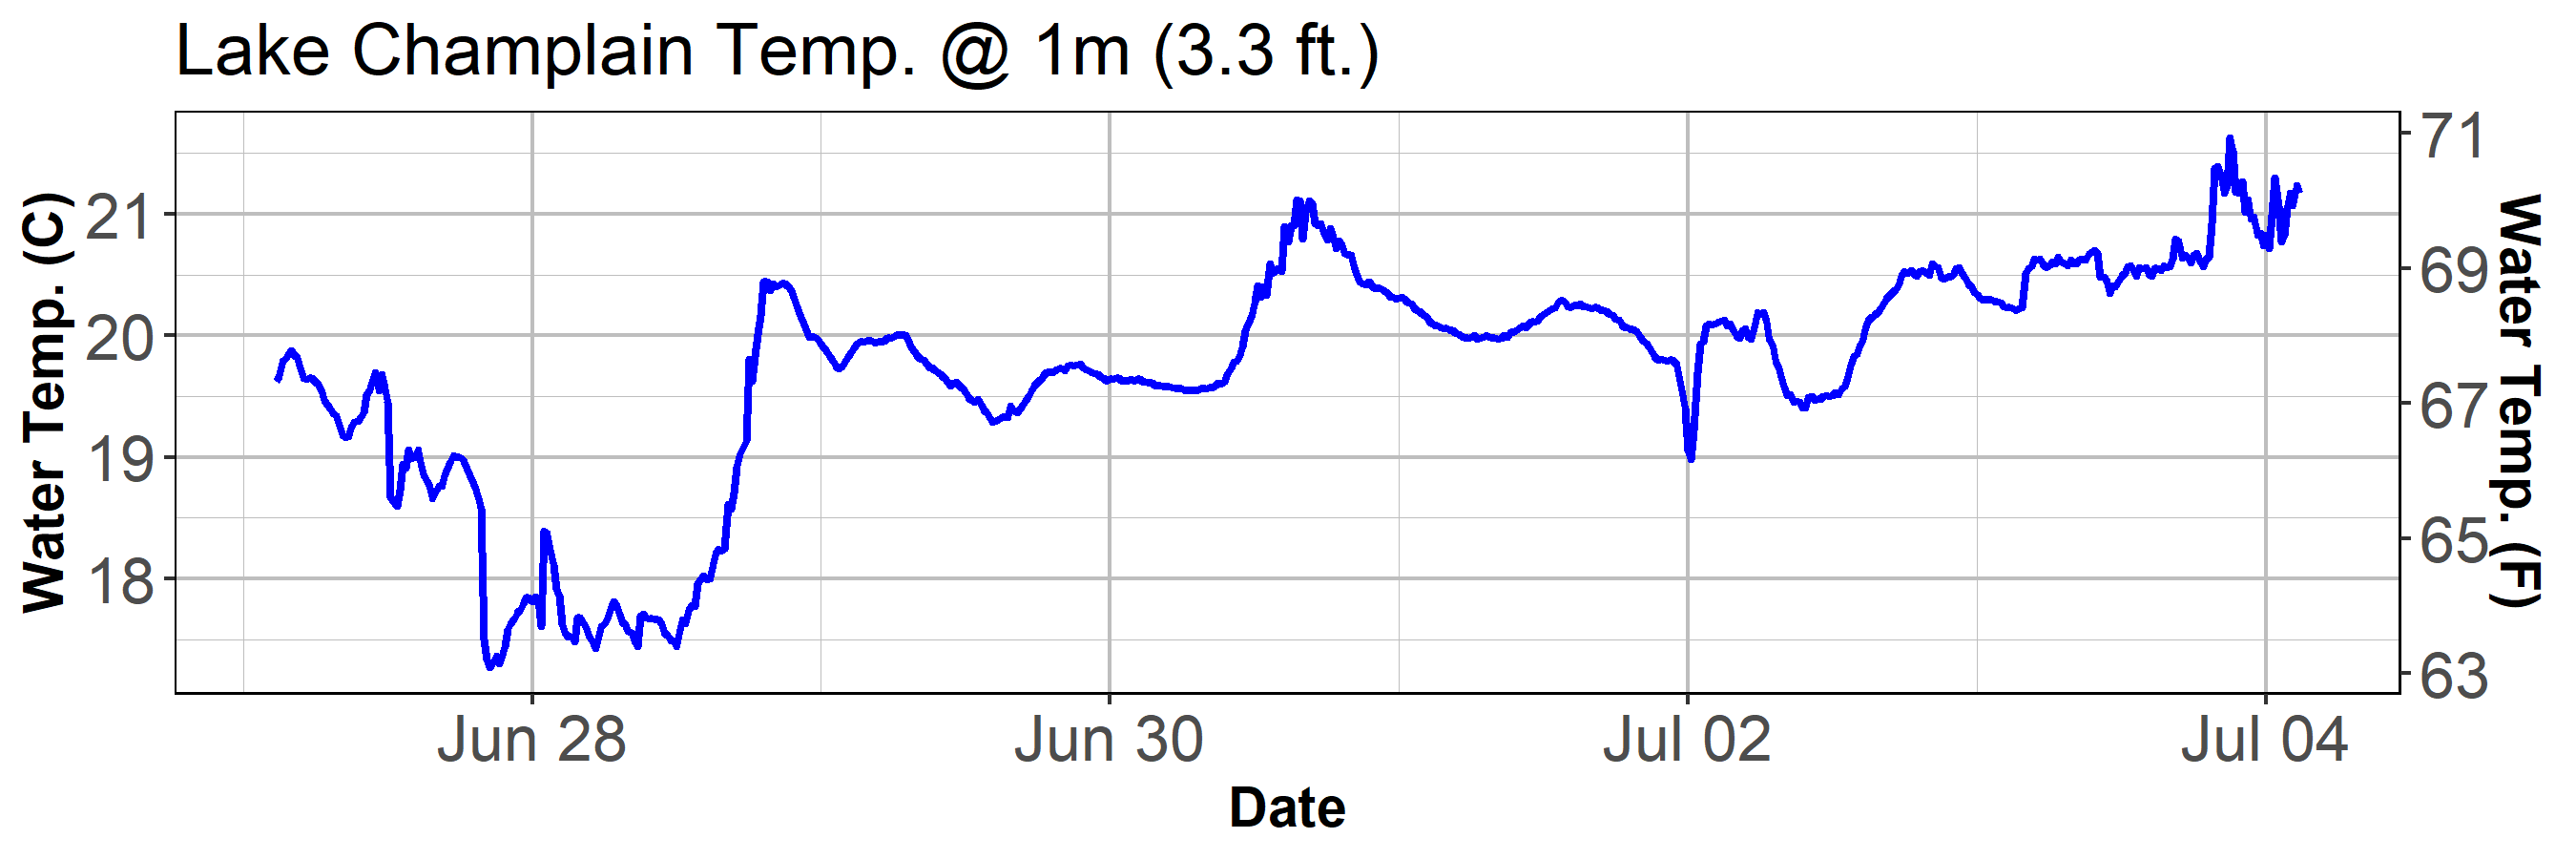 Lake Champlain Temp. @ 1m (3.3 ft.)
Water Temp. (C)
21
20
19
18
71
69
67
65
63
Water Temp. (F)
Jun 28
Jun 30
Jul 02
Jul 04
Date